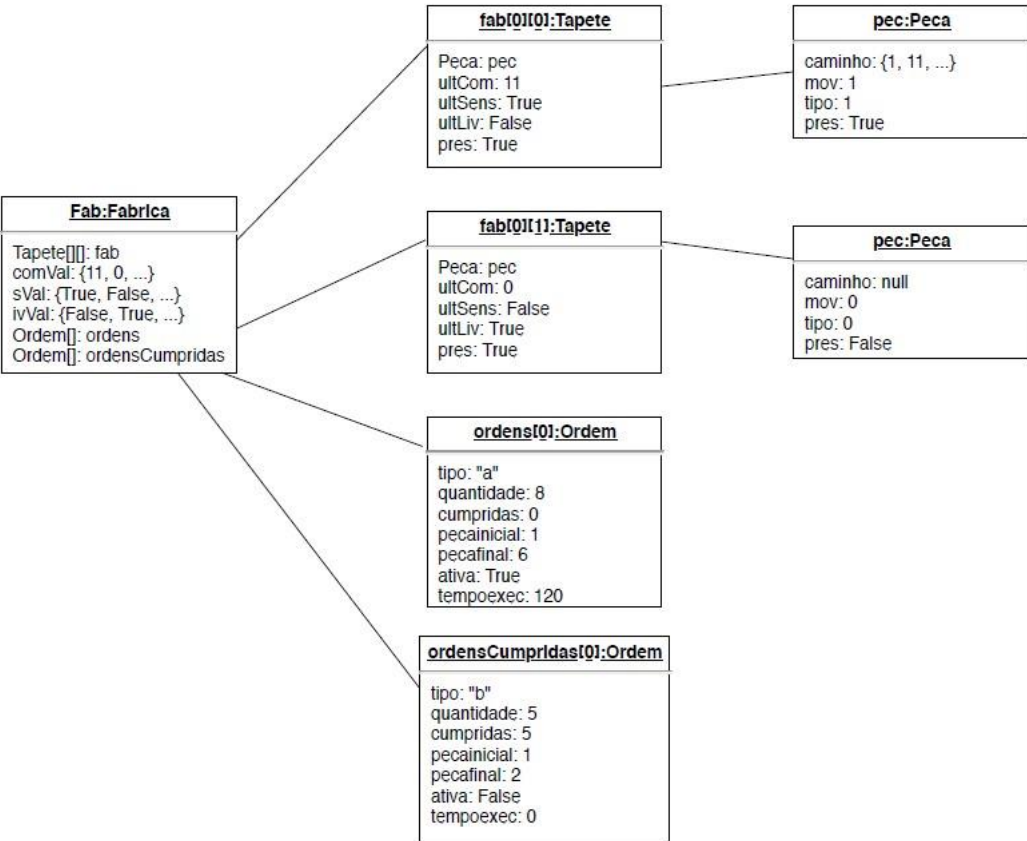 fab[0][0]:Tapete
Peca: pec
ultCom: 11
ultSens: True
ultLiv: False
pres: True
pec:Peca
caminho: {1, 11, ...}
mov: 1
tipo: 1
pres: True
Fab:Fabrica
Tapete[][]: fab
comVal: {11, 0, ...}
sVal: {True, False, ...}
ivVal: {False, True, ...}
Ordem[]: ordens
Ordem[]: ordensCumpridas
fab[0][1]:Tapete
Peca: pec
ultCom: 0
ultSens: False
ultLiv: True
pres: True
pec:Peca
caminho: null
mov: 0
tipo: 0
pres: False
ordens[0]:Ordem
tipo: "a"
quantidade: 8
cumpridas: 0
pecainicial: 1
pecafinal: 6
ativa: True
tempoexec: 120
ordensCumpridas[0]:Ordem
tipo: "b"
quantidade: 5
cumpridas: 5
pecainicial: 1
pecafinal: 2
ativa: False
tempoexec: 0